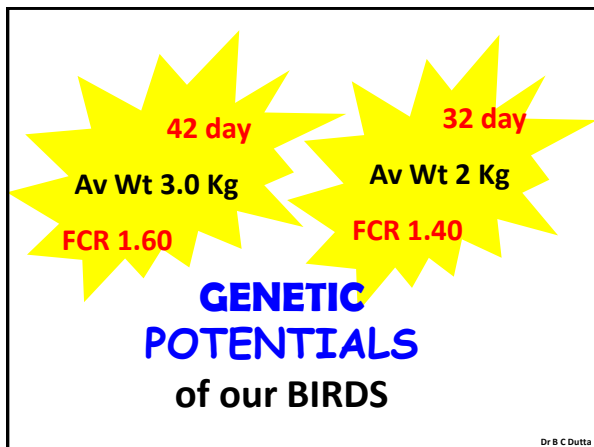 42 day
Av Wt 3.0 Kg
FCR 1.60
32 day
Av Wt 2 Kg
FCR 1.40
GENETIC
POTENTIALS
of our BIRDS
Dr B C Dutta